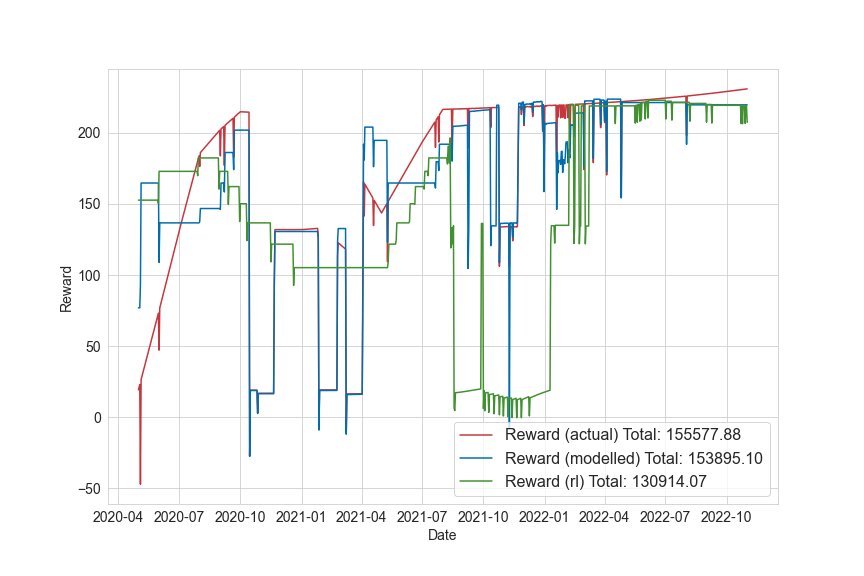 200
150
100
50
0
−50
Reward
2020-04 2020-07 2020-10 2021-01 2021-04 2021-07 2021-10 2022-01 2022-04 2022-07 2022-10
Date
Reward (actual) Total: 155577.88
Reward (modelled) Total: 153895.10
Reward (rl) Total: 130914.07